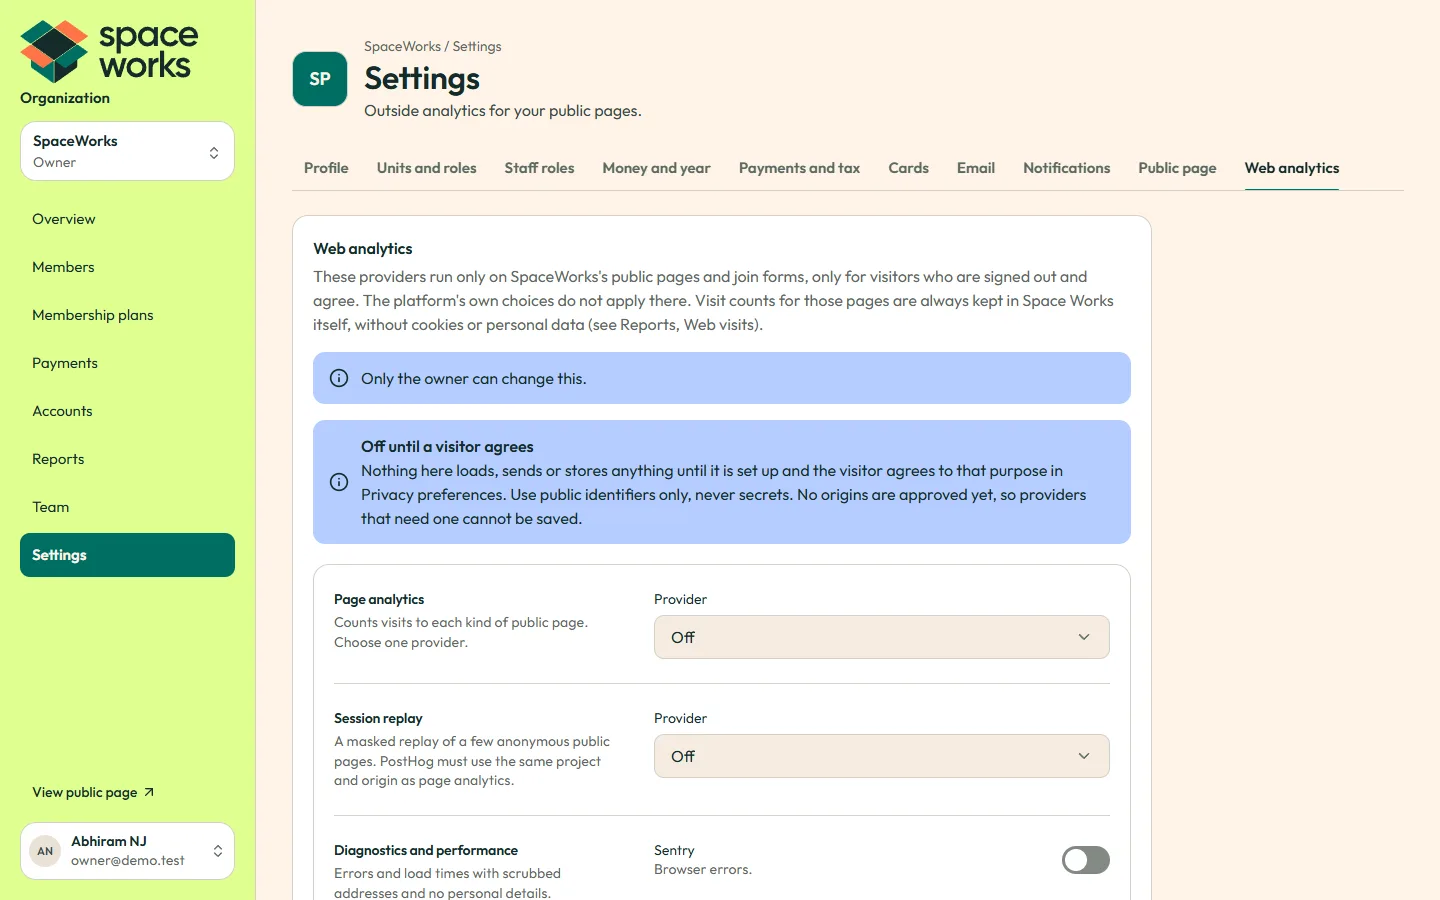 space
works
Organization
SpaceWorks
Owner
Overview
Members
Membership plans
Payments
Accounts
Reports
Team
Settings
View public page
AN
Abhiram NJ
owner@demo.test
SP
SpaceWorks / Settings
Settings
Outside analytics for your public pages.
Profile
Units and roles
Staff roles
Money and year
Payments and tax
Cards
Email
Notifications
Public page
Web analytics
Web analytics
These providers run only on SpaceWorks's public pages and join forms, only for visitors who are signed out and
agree. The platform's own choices do not apply there. Visit counts for those pages are always kept in Space Works
itself, without cookies or personal data (see Reports, Web visits).
Only the owner can change this.
Off until a visitor agrees
Nothing here loads, sends or stores anything until it is set up and the visitor agrees to that purpose in
Privacy preferences. Use public identifiers only, never secrets. No origins are approved yet, so providers
that need one cannot be saved.
Page analytics
Counts visits to each kind of public page.
Choose one provider.
Provider
Off
Session replay
A masked replay of a few anonymous public
pages. PostHog must use the same project
and origin as page analytics.
Provider
Off
Diagnostics and performance
Errors and load times with scrubbed
addresses and no personal details.
Sentry
Browser errors.